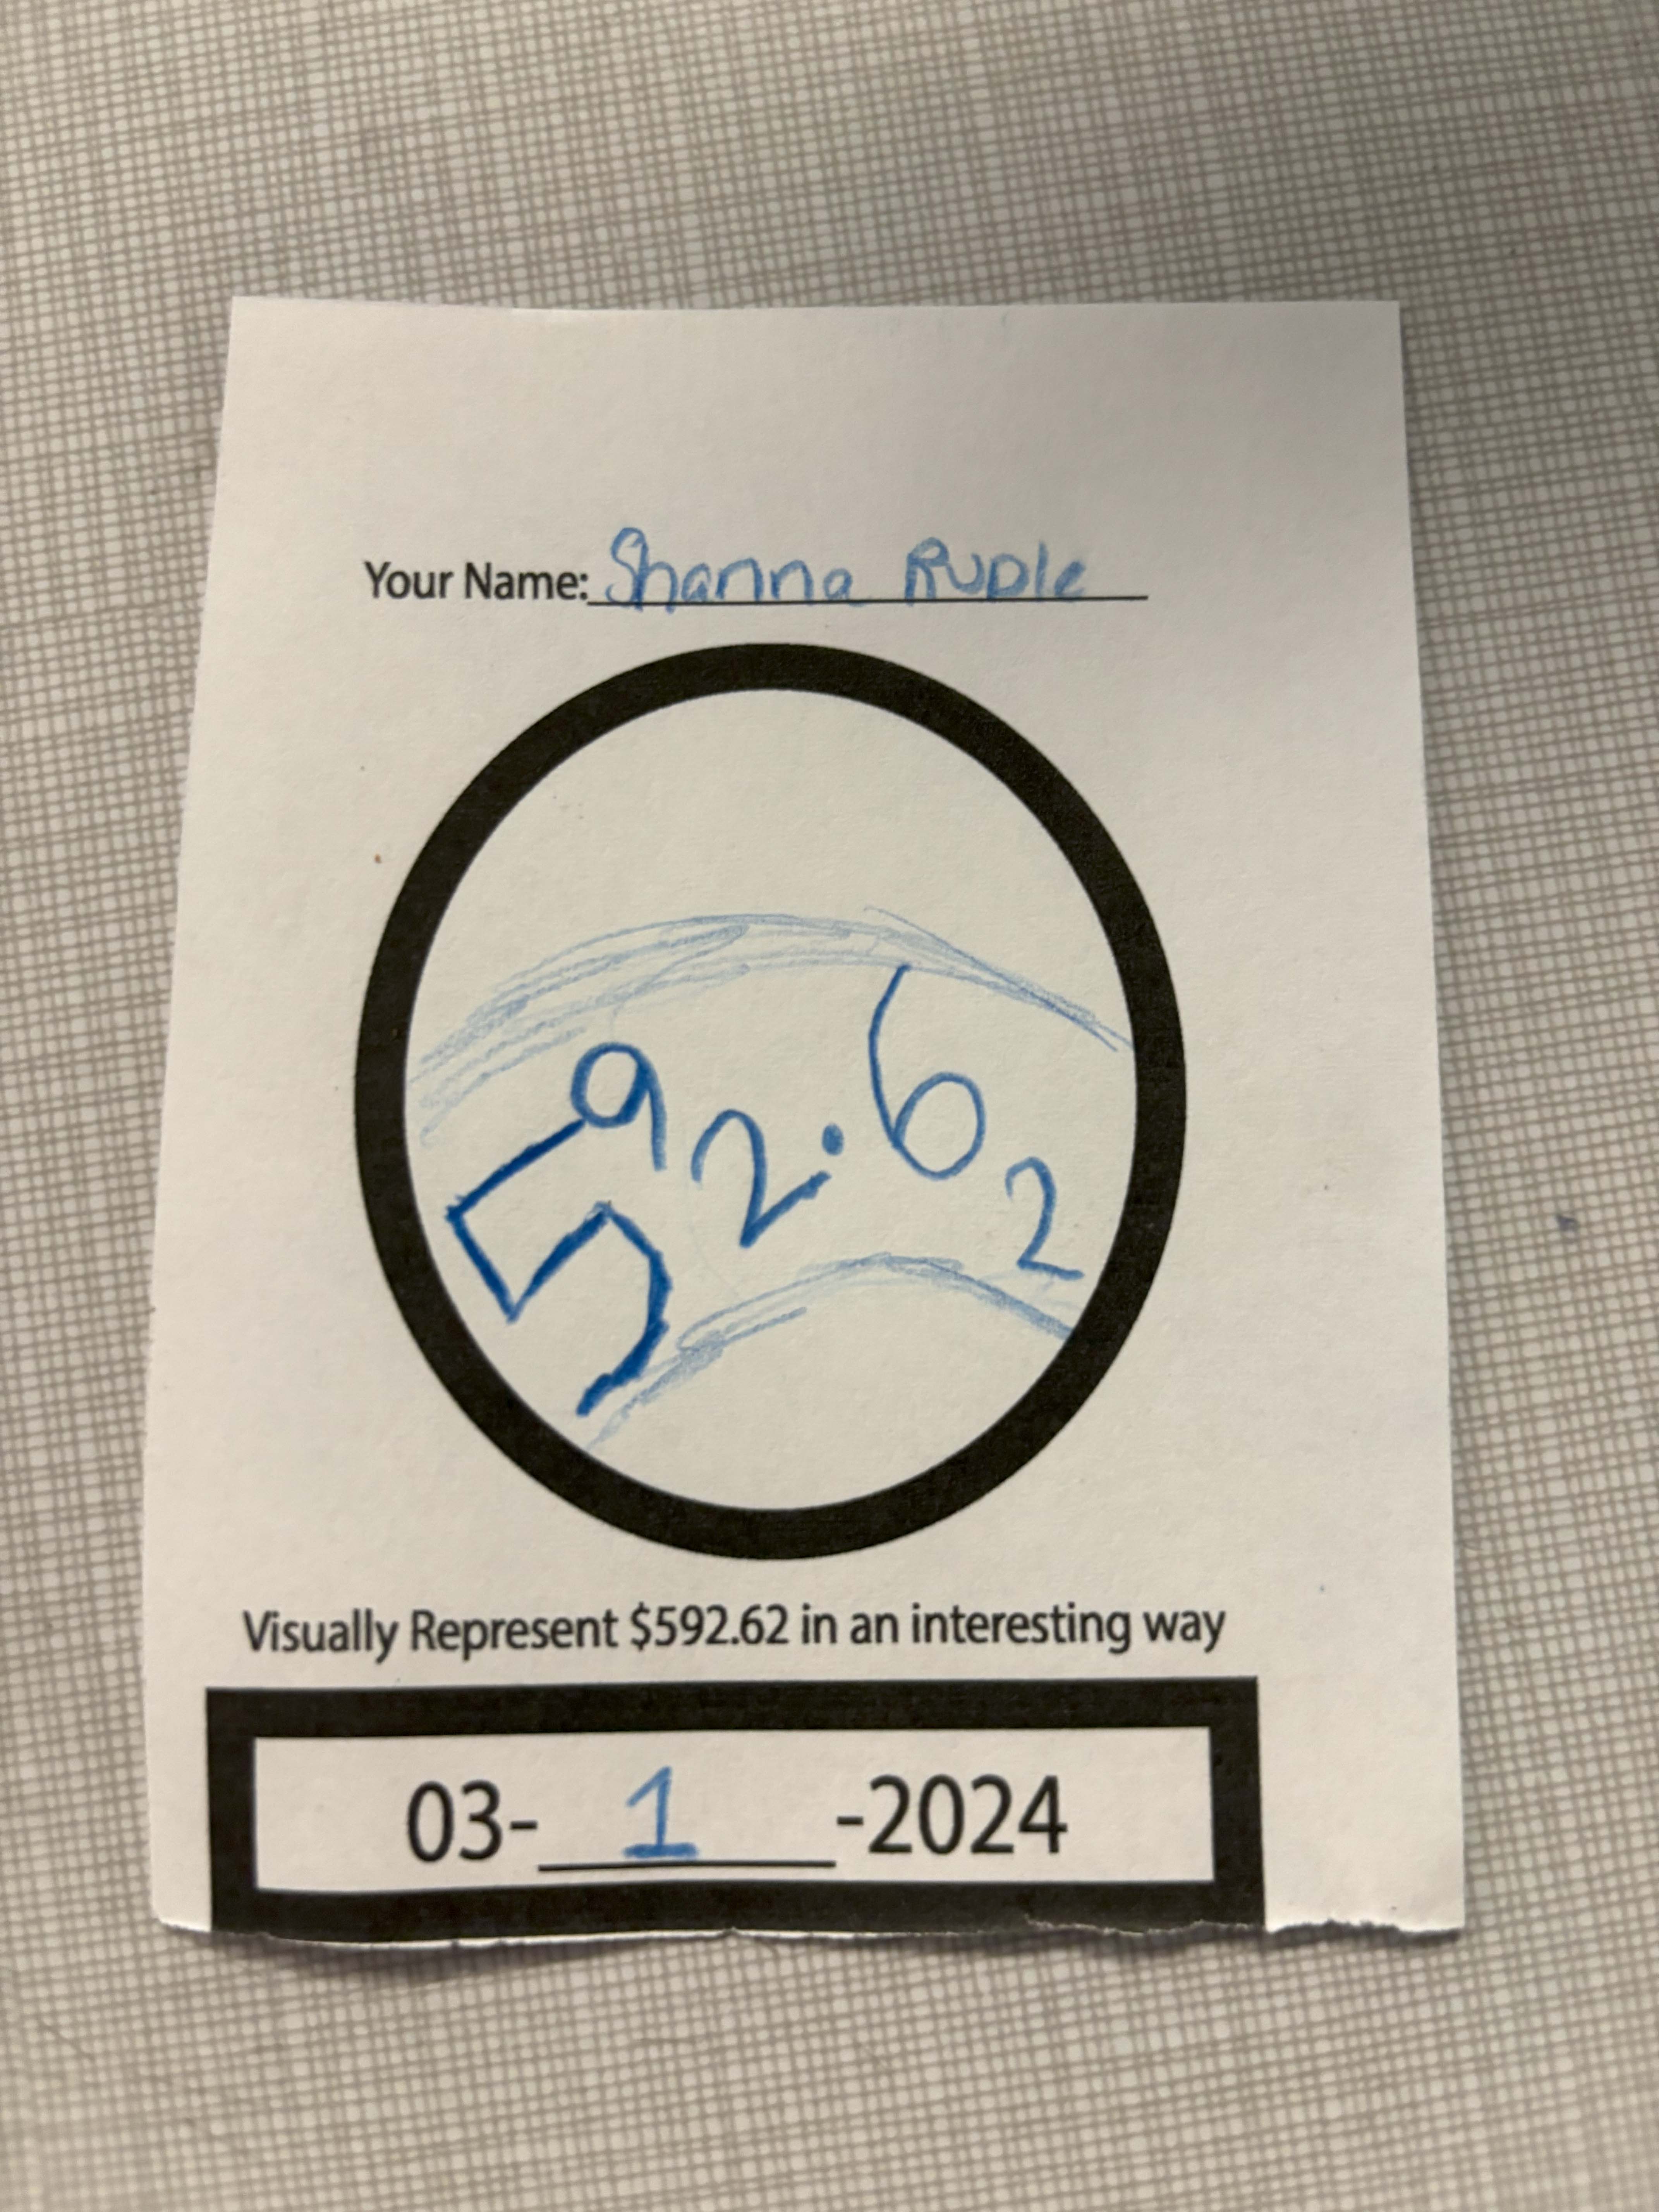 Your Name: Shanna Ruple
592.62
Visually Represent $592.62 in an interesting way
03- 1 -2024